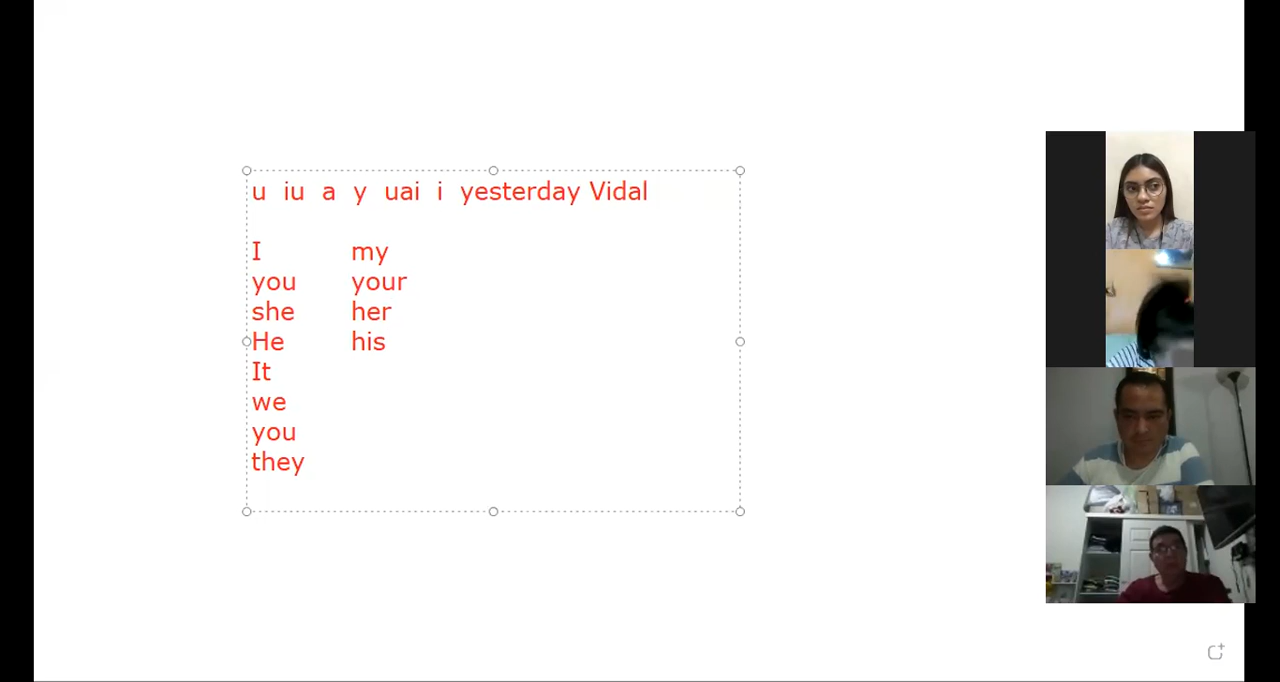 u iu a y uai i yesterday Vidal
I my
you your
she her
He his
It
we
you
they